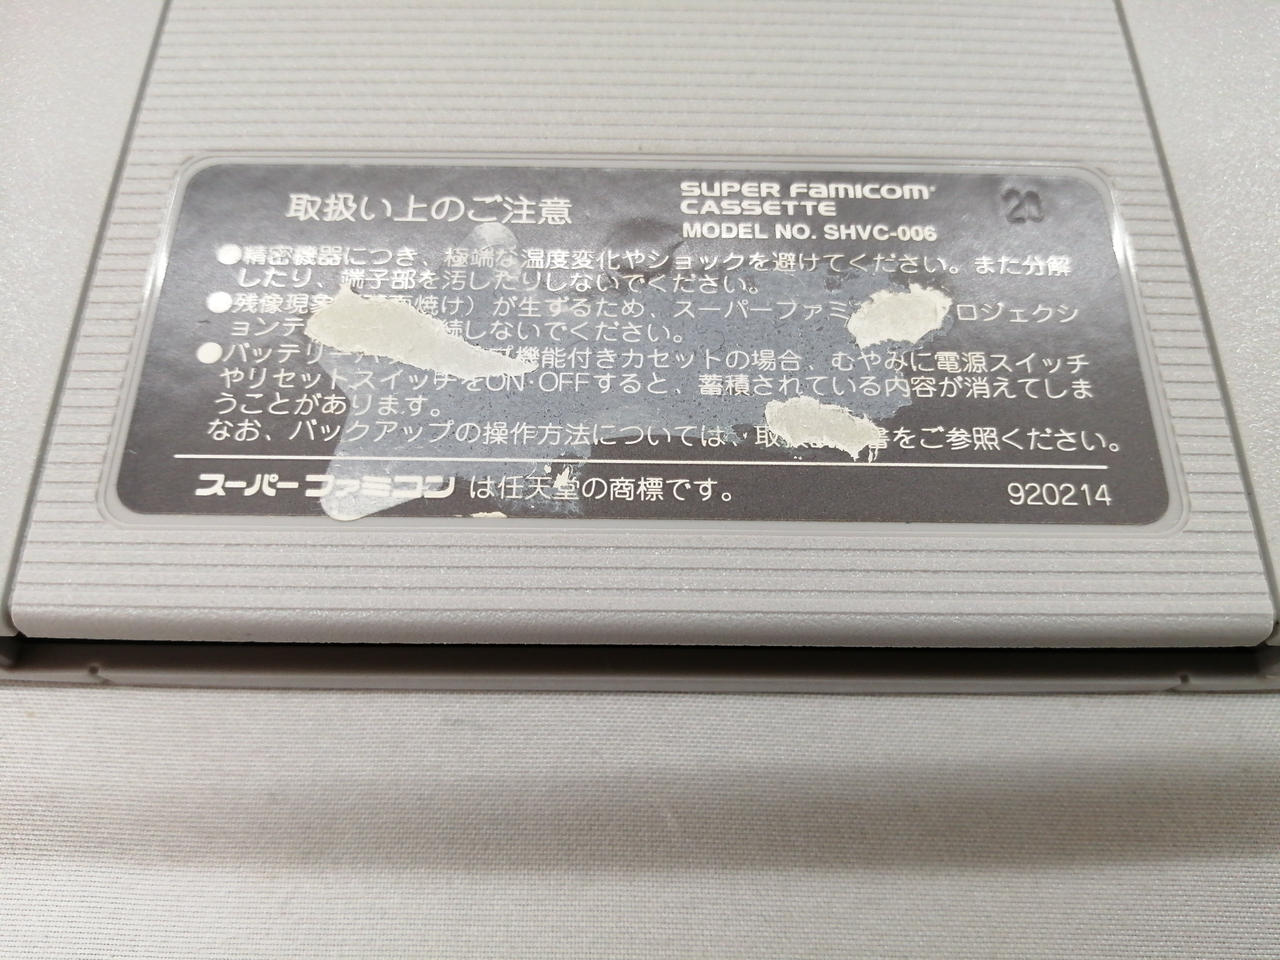 取扱い上のご注意
SUPER FAMICOM
CASSETTE
MODEL NO. SHVC-006
●精密機器につき、極端な温度変化やショックを避けてください。また分解
したり、端子部を汚したりしないでください。
●残像現象 焼け）が生ずるため、スーパーファミ ロジェクシ
ョンテ 続しないでください。
●バッテリー 機能付きカセットの場合、むやみに電源スイッチ
やリセットスイッチをON・OFFすると、蓄積されている内容が消えてしま
うことがあります。
なお、バックアップの操作方法については、取 書をご参照ください。
スーパーファミコン は任天堂の商標です。
920214